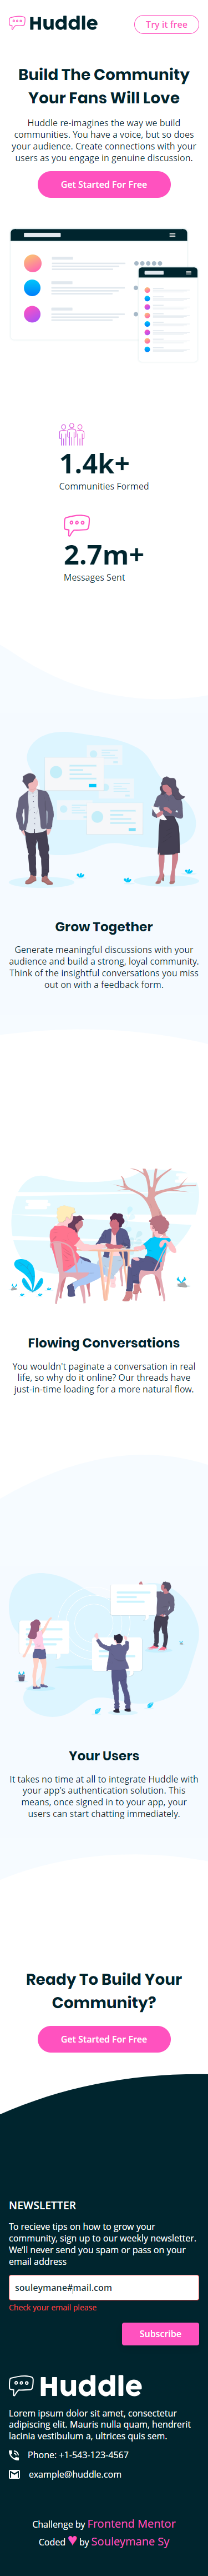 Huddle
Try it free
Build The Community
Your Fans Will Love
Huddle re-imagines the way we build
communities. You have a voice, but so does
your audience. Create connections with your
users as you engage in genuine discussion.
Get Started For Free
1.4k+
Communities Formed
2.7m+
Messages Sent
Grow Together
Generate meaningful discussions with your
audience and build a strong, loyal community.
Think of the insightful conversations you miss
out on with a feedback form.
Flowing Conversations
You wouldn't paginate a conversation in real
life, so why do it online? Our threads have
just-in-time loading for a more natural flow.
Your Users
It takes no time at all to integrate Huddle with
your app's authentication solution. This
means, once signed in to your app, your
users can start chatting immediately.
Ready To Build Your
Community?
Get Started For Free
NEWSLETTER
To recieve tips on how to grow your
community, sign up to our weekly newsletter.
We'll never send you spam or pass on your
email address
souleymane#mail.com
Check your email please
Subscribe
Huddle
Lorem ipsum dolor sit amet, consectetur
adipiscing elit. Mauris nulla quam, hendrerit
lacinia vestibulum a, ultrices quis sem.
Phone: +1-543-123-4567
example@huddle.com
Challenge by Frontend Mentor
Coded ♥ by Souleymane Sy